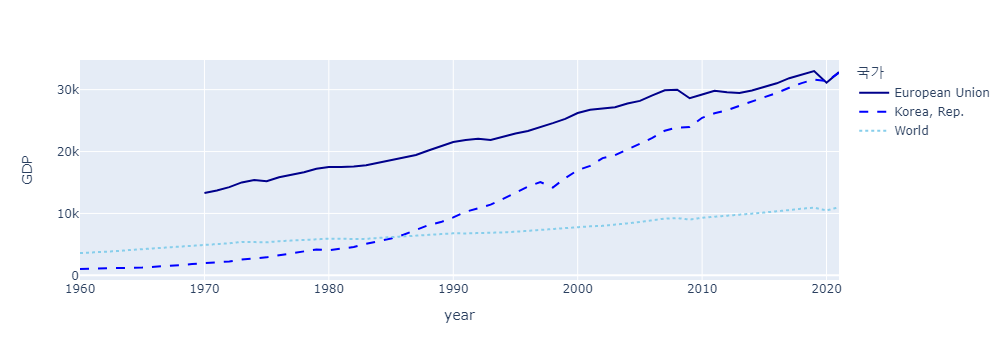 국가
European Union
Korea, Rep.
World
GDP
30k
20k
10k
0
1960 1970 1980 1990 2000 2010 2020
year